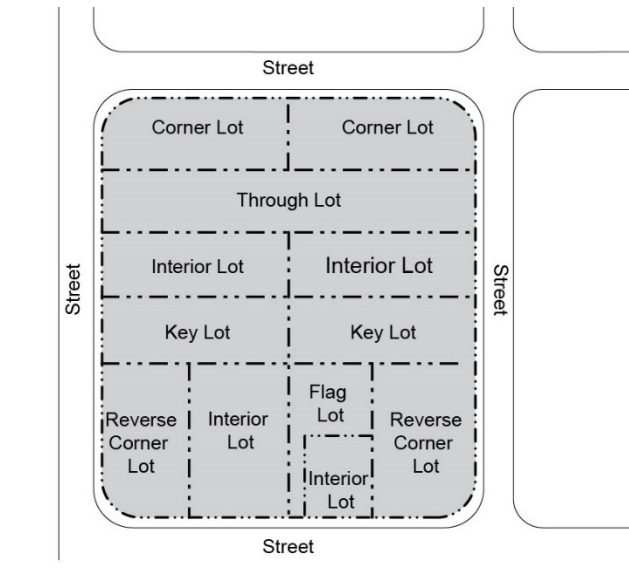 Street
Corner Lot
Corner Lot
Through Lot
Interior Lot
Interior Lot
Street
Street
Key Lot
Key Lot
Flag
Lot
Reverse
Corner
Lot
Interior
Lot
Reverse
Corner
Lot
Interior
Lot
Street